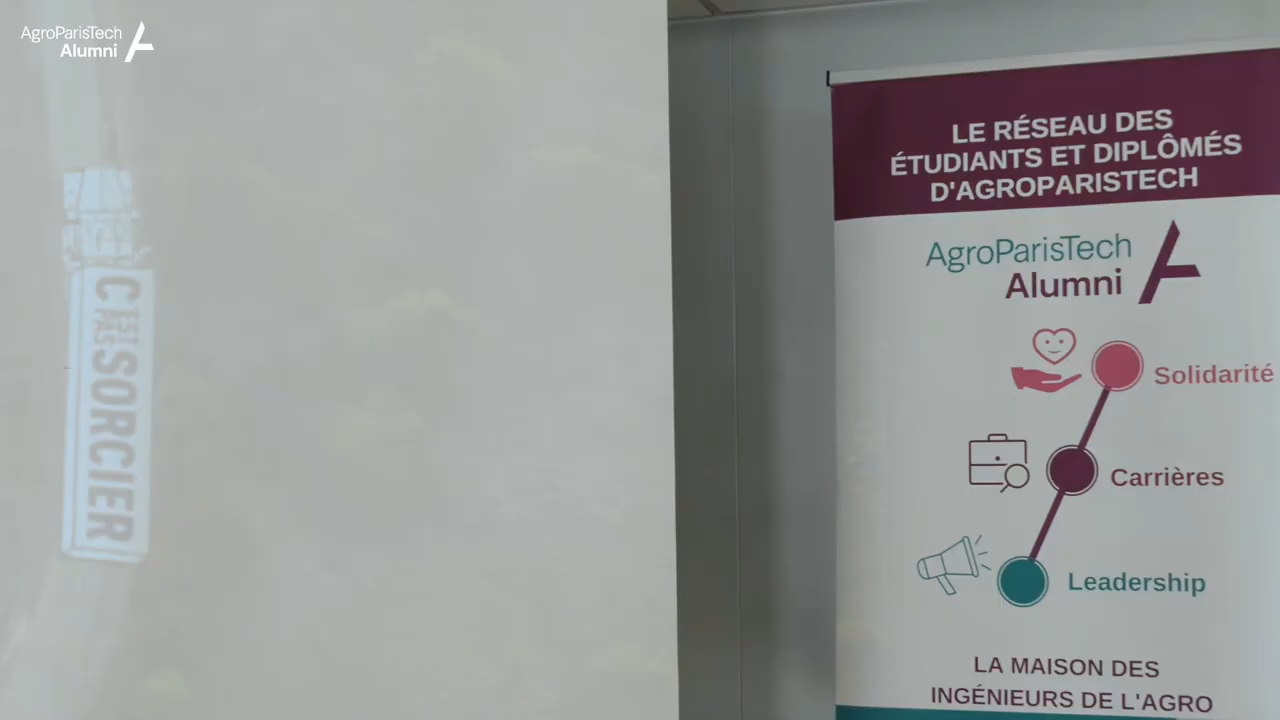 AgroParisTech
Alumni
C'EST
PAS
SORCIER
LE RÉSEAU DES
ÉTUDIANTS ET DIPLÔMÉS
D'AGROPARISTECH
AgroParisTech
Alumni
Solidarité
Carrières
Leadership
LA MAISON DES
INGÉNIEURS DE L'AGRO